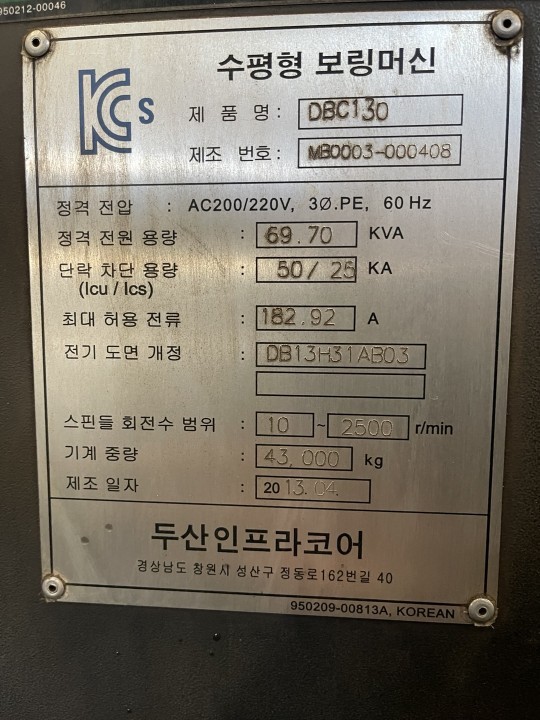 950212-00046
KCs
수평형 보링머신
제 품 명 : DBC130
제조 번호 : MB0003-000408
정격 전압 : AC200/220V, 3Ø.PE, 60 Hz
정격 전원 용량 : 69.70 KVA
단락 차단 용량 : 50/ 25 KA
(Icu / Ics)
최대 허용 전류 : 182.92 A
전기 도면 개정 : DB13H31AB03
스핀들 회전수 범위 : 10 ~ 2500 r/min
기계 중량 : 43,000 kg
제조 일자 : 2013.04.
두산인프라코어
경상남도 창원시 성산구 정동로162번길 40
950209-00813A, KOREAN